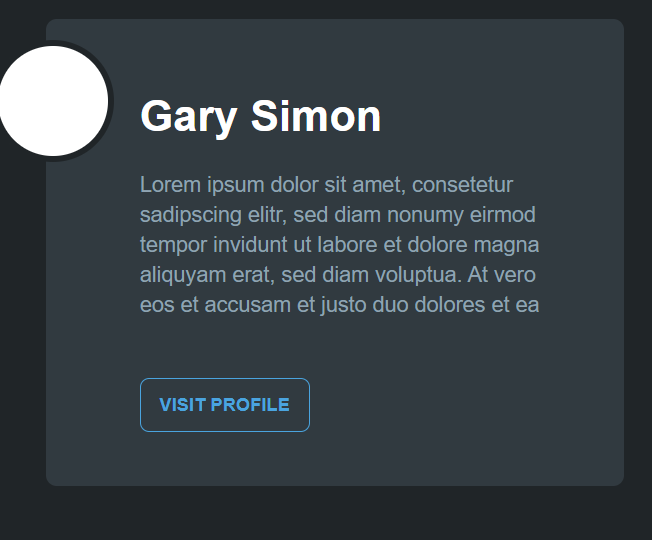 Gary Simon
Lorem ipsum dolor sit amet, consetetur
sadipscing elitr, sed diam nonumy eirmod
tempor invidunt ut labore et dolore magna
aliquyam erat, sed diam voluptua. At vero
eos et accusam et justo duo dolores et ea
VISIT PROFILE